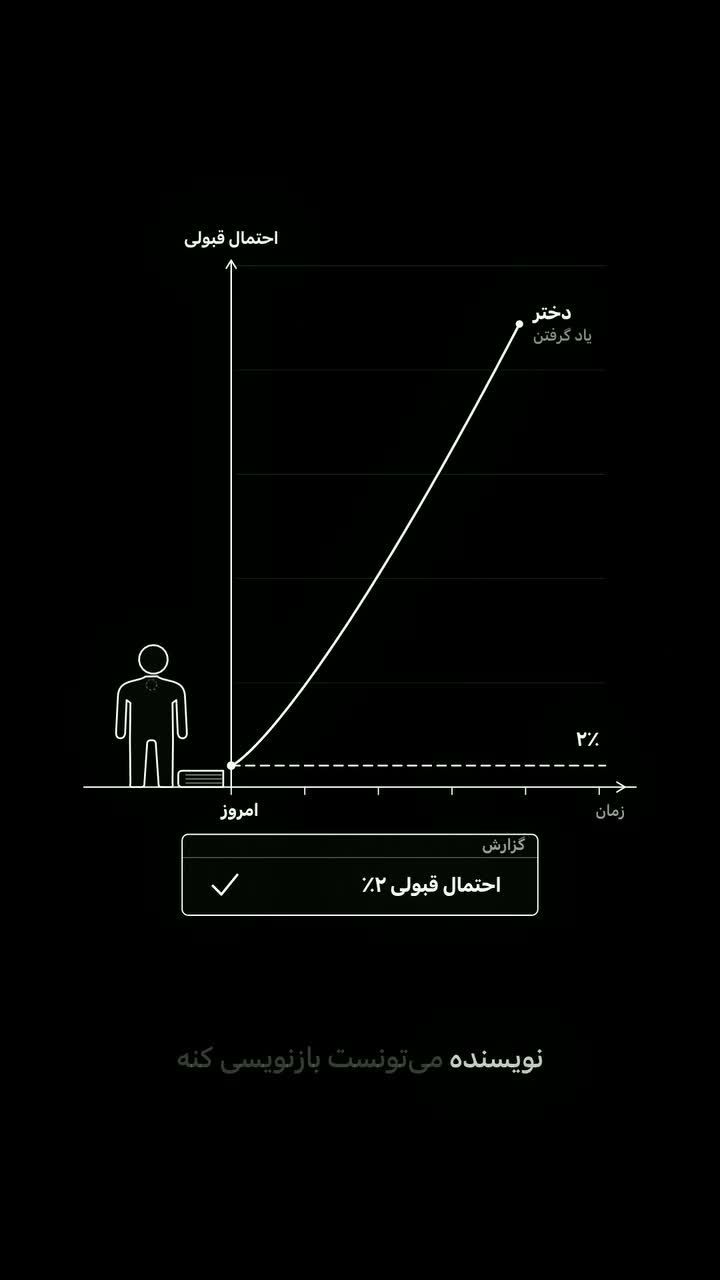 احتمال قبولی
دختر
یاد گرفتن
۲٪
امروز
زمان
گزارش
احتمال قبولی ۲٪
نویسنده می‌تونست بازنویسی کنه